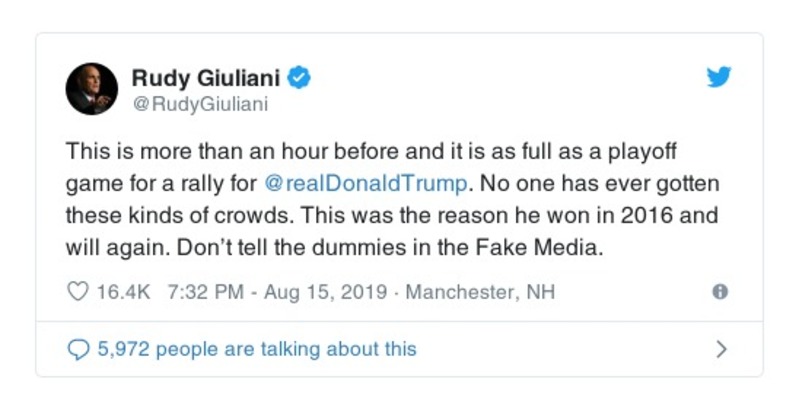 Rudy Giuliani
@RudyGiuliani
This is more than an hour before and it is as full as a playoff
game for a rally for @realDonaldTrump. No one has ever gotten
these kinds of crowds. This was the reason he won in 2016 and
will again. Don’t tell the dummies in the Fake Media.
16.4K 7:32 PM - Aug 15, 2019 · Manchester, NH
5,972 people are talking about this